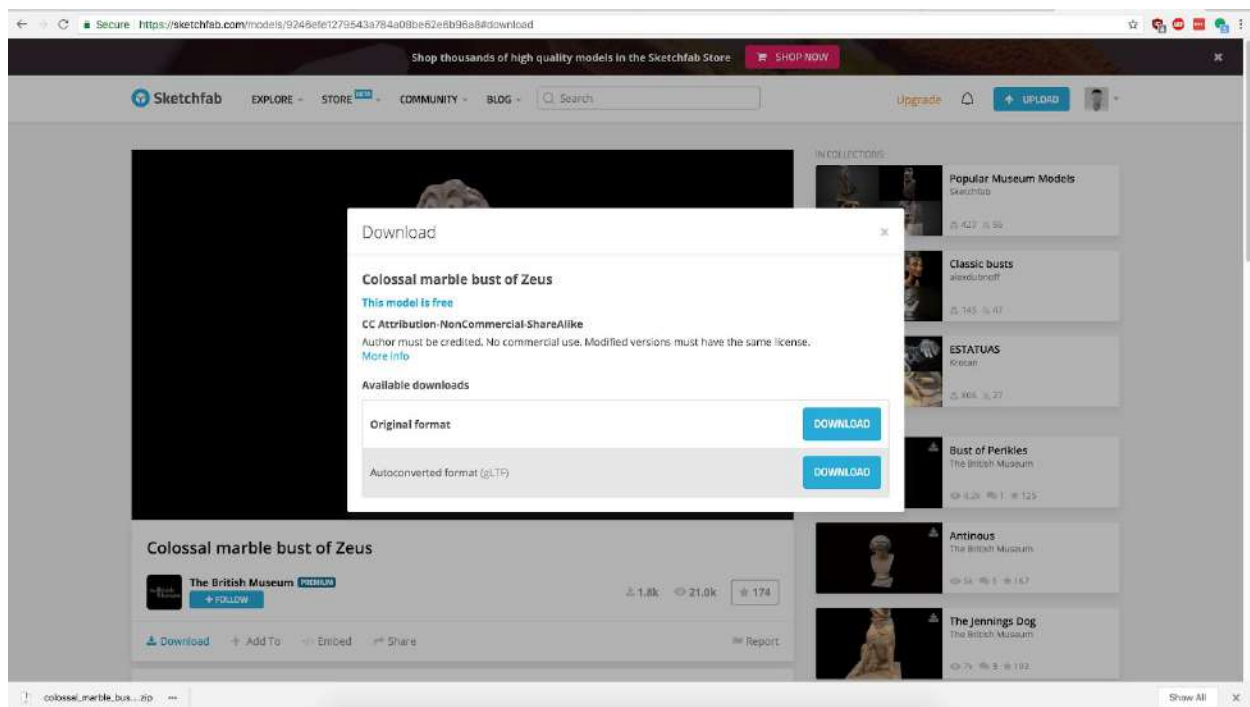 Secure https://sketchfab.com/models/9246efe1279543a784a08be62e6b96a8#download
Shop thousands of high quality models in the Sketchfab Store
SHOP NOW
Sketchfab
EXPLORE
STORE BETA
COMMUNITY
BLOG
Search
Upgrade
UPLOAD
IN COLLECTIONS
Popular Museum Models
Sketchfab
Download
Classic busts
Colossal marble bust of Zeus
This model is free
CC Attribution-NonCommercial-ShareAlike
Author must be credited. No commercial use. Modified versions must have the same license.
More info
ESTATUAS
Available downloads
Original format
DOWNLOAD
Autoconverted format (glTF)
DOWNLOAD
Bust of Perikles
The British Museum
Colossal marble bust of Zeus
The British Museum PREMIUM
+ FOLLOW
1.8k 21.0k 174
Antinous
The British Museum
Download
Add To
Embed
Share
Report
The Jennings Dog
The British Museum
colossal_marble_bus....zip
Show All